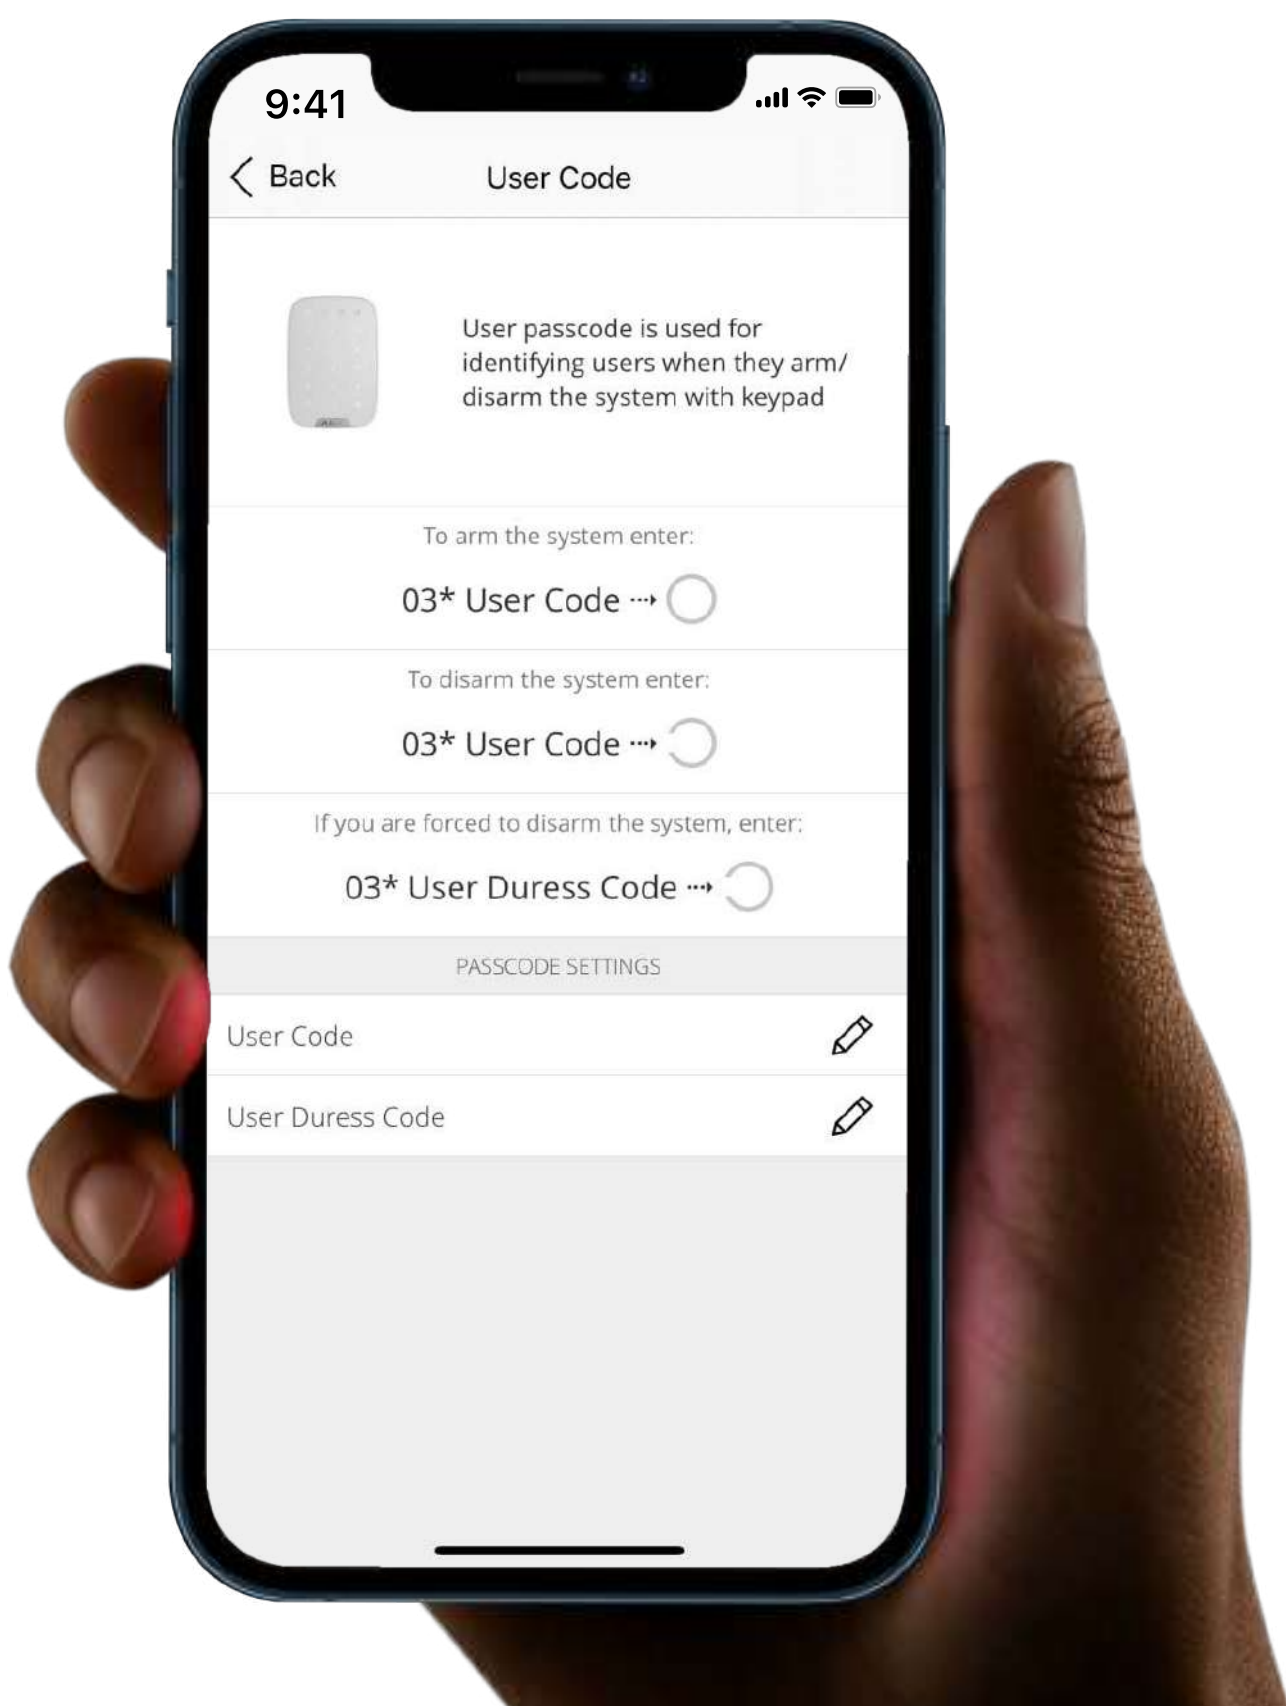 9:41
Back
User Code
User passcode is used for
identifying users when they arm/
disarm the system with keypad
To arm the system enter:
03* User Code
To disarm the system enter:
03* User Code
If you are forced to disarm the system, enter:
03* User Duress Code
PASSCODE SETTINGS
User Code
User Duress Code